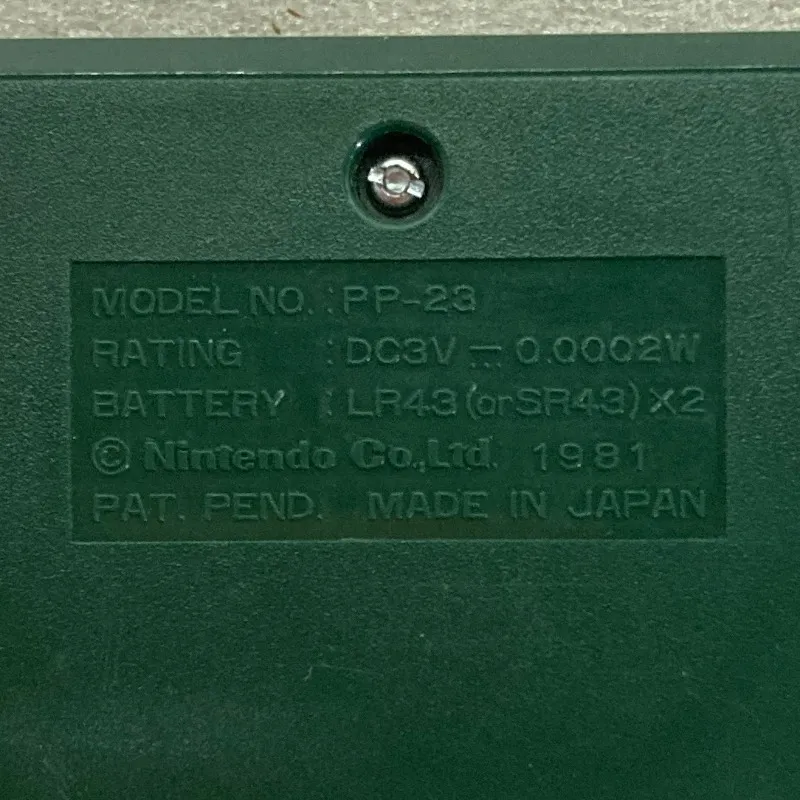 MODEL NO. : PP-23
RATING : DC3V ⎓ 0.0002W
BATTERY : LR43 (or SR43) X2
© Nintendo Co.,Ltd. 1981
PAT. PEND. MADE IN JAPAN